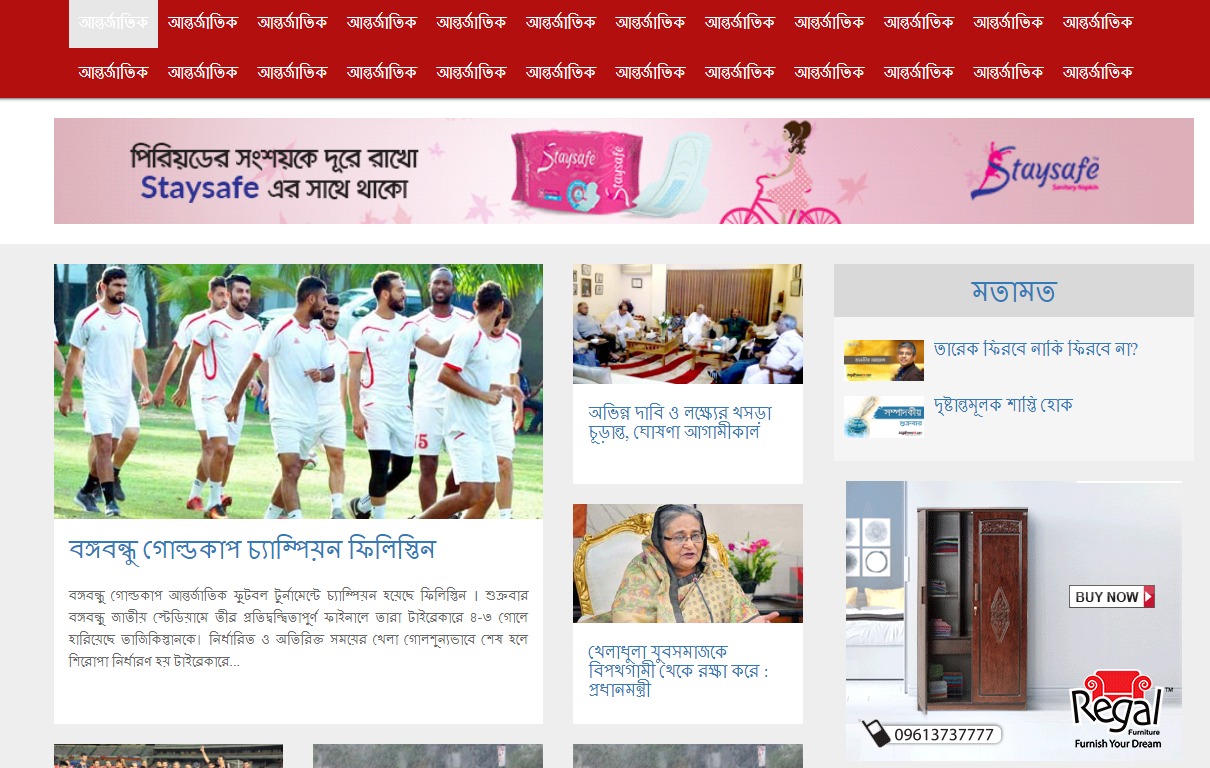 আন্তর্জাতিক আন্তর্জাতিক আন্তর্জাতিক আন্তর্জাতিক আন্তর্জাতিক আন্তর্জাতিক আন্তর্জাতিক আন্তর্জাতিক আন্তর্জাতিক আন্তর্জাতিক আন্তর্জাতিক আন্তর্জাতিক
আন্তর্জাতিক আন্তর্জাতিক আন্তর্জাতিক আন্তর্জাতিক আন্তর্জাতিক আন্তর্জাতিক আন্তর্জাতিক আন্তর্জাতিক আন্তর্জাতিক আন্তর্জাতিক আন্তর্জাতিক আন্তর্জাতিক
পিরিয়ডের সংশয়কে দূরে রাখো
Staysafe এর সাথে থাকো
Staysafe
Staysafe
Staysafe™
Sanitary Napkin
বঙ্গবন্ধু গোল্ডকাপ চ্যাম্পিয়ন ফিলিস্তিন
বঙ্গবন্ধু গোল্ডকাপ আন্তর্জাতিক ফুটবল টুর্নামেন্টে চ্যাম্পিয়ন হয়েছে ফিলিস্তিন । শুক্রবার
বঙ্গবন্ধু জাতীয় স্টেডিয়ামে তীব্র প্রতিদ্বন্দ্বিতাপূর্ণ ফাইনালে তারা টাইব্রেকারে ৪-৩ গোলে
হারিয়েছে তাজিকিস্তানকে। নির্ধারিত ও অতিরিক্ত সময়ের খেলা গোলশূন্যভাবে শেষ হলে
শিরোপা নির্ধারণ হয় টাইব্রেকারে...
অভিন্ন দাবি ও লক্ষ্যের খসড়া
চূড়ান্ত, ঘোষণা আগামীকাল
খেলাধুলা যুবসমাজকে
বিপথগামী থেকে রক্ষা করে :
প্রধানমন্ত্রী
মতামত
তারেক ফিরবে নাকি ফিরবে না?
সম্পাদকীয়
শুক্রবার
দৃষ্টান্তমূলক শাস্তি হোক
BUY NOW
Regal™
Furniture
Furnish Your Dream
09613737777
15